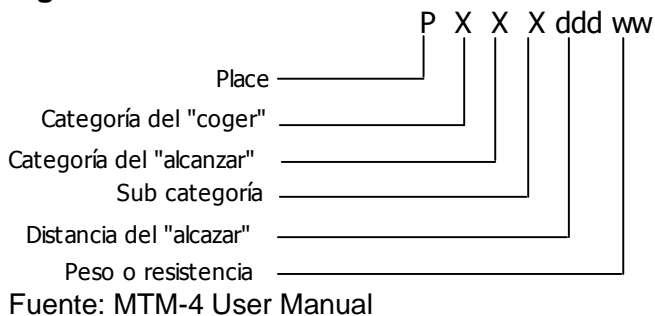 P X X X ddd ww
Place
Categoría del "coger"
Categoría del "alcanzar"
Sub categoría
Distancia del "alcazar"
Peso o resistencia
Fuente: MTM-4 User Manual